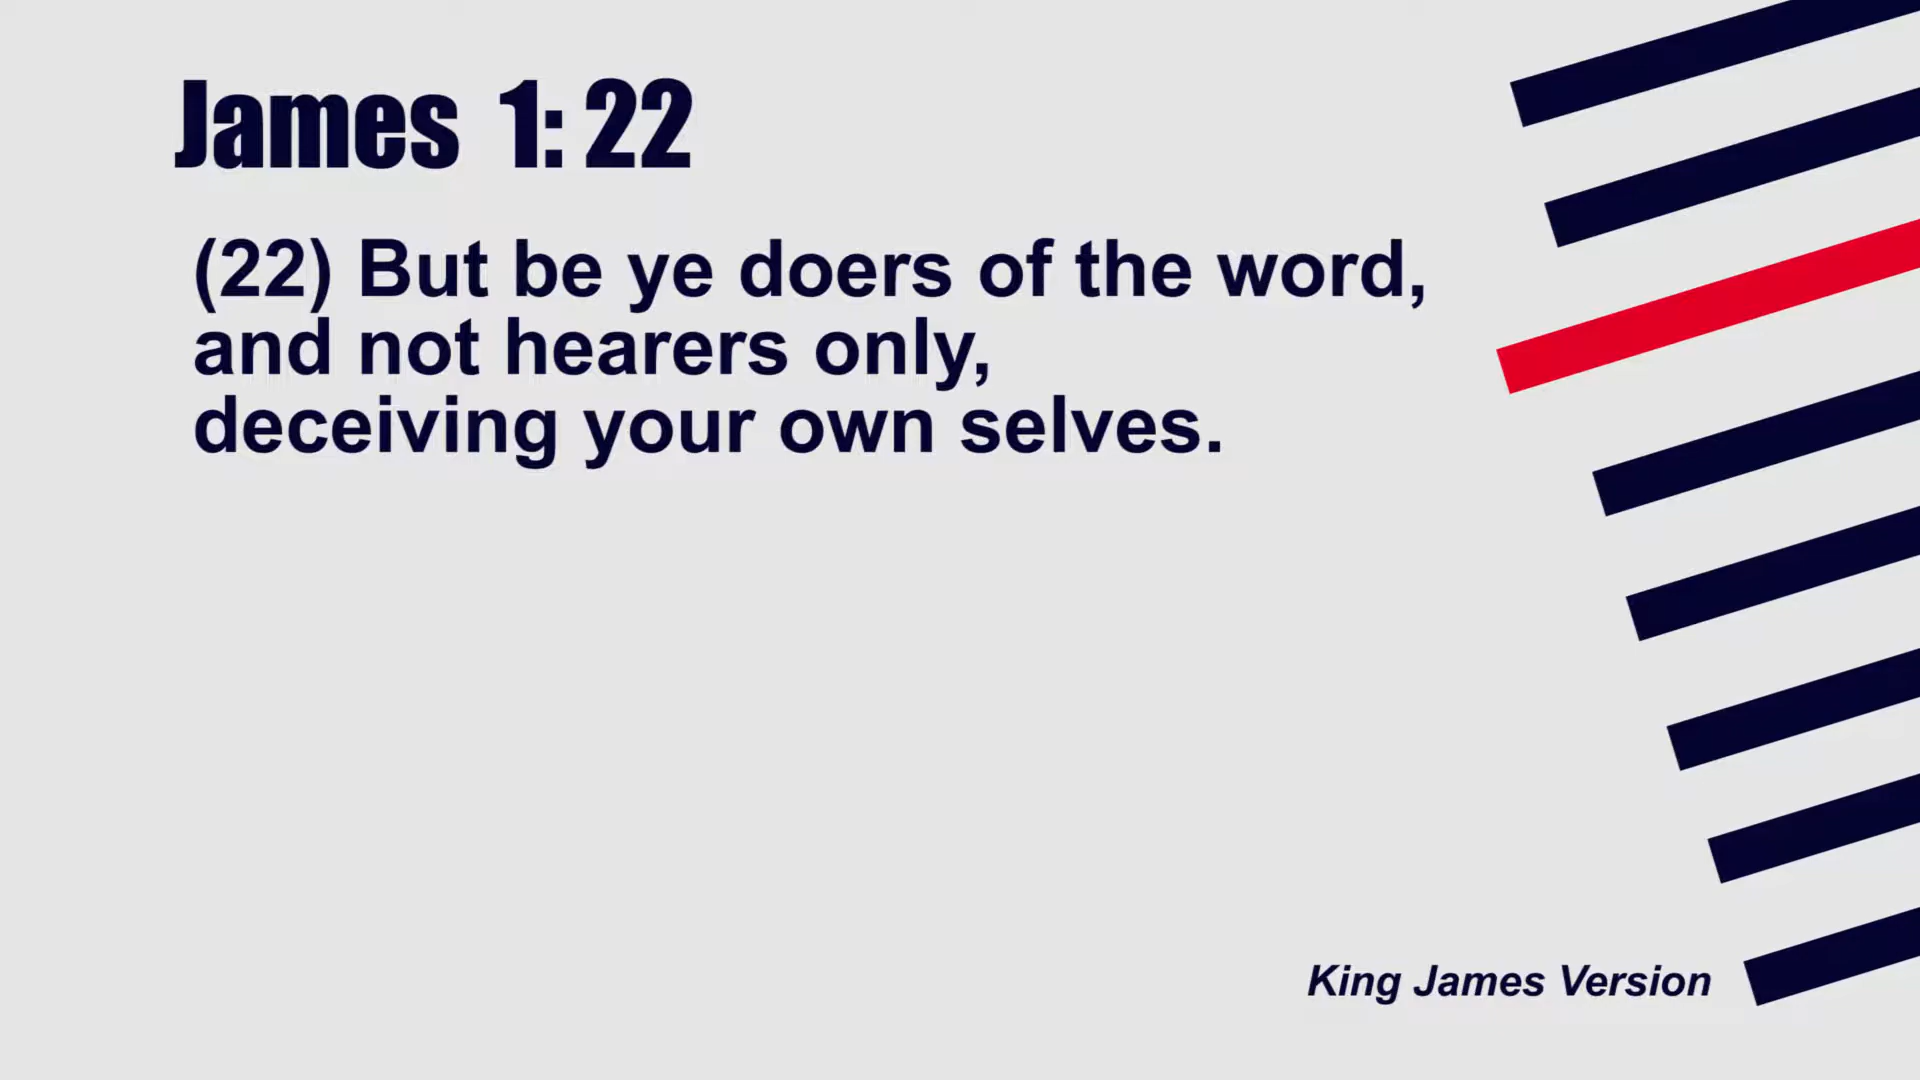 James 1: 22
(22) But be ye doers of the word,
and not hearers only,
deceiving your own selves.
King James Version